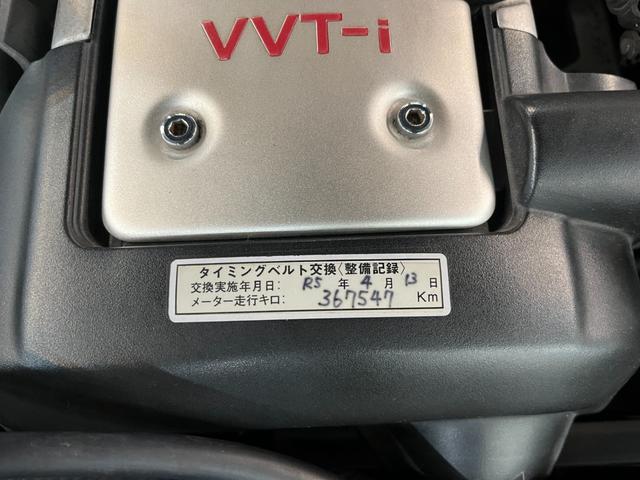 VVT-i
タイミングベルト交換〈整備記録〉
交換実施年月日: R5 年 4 月 13 日
メーター走行キロ: 367547 Km